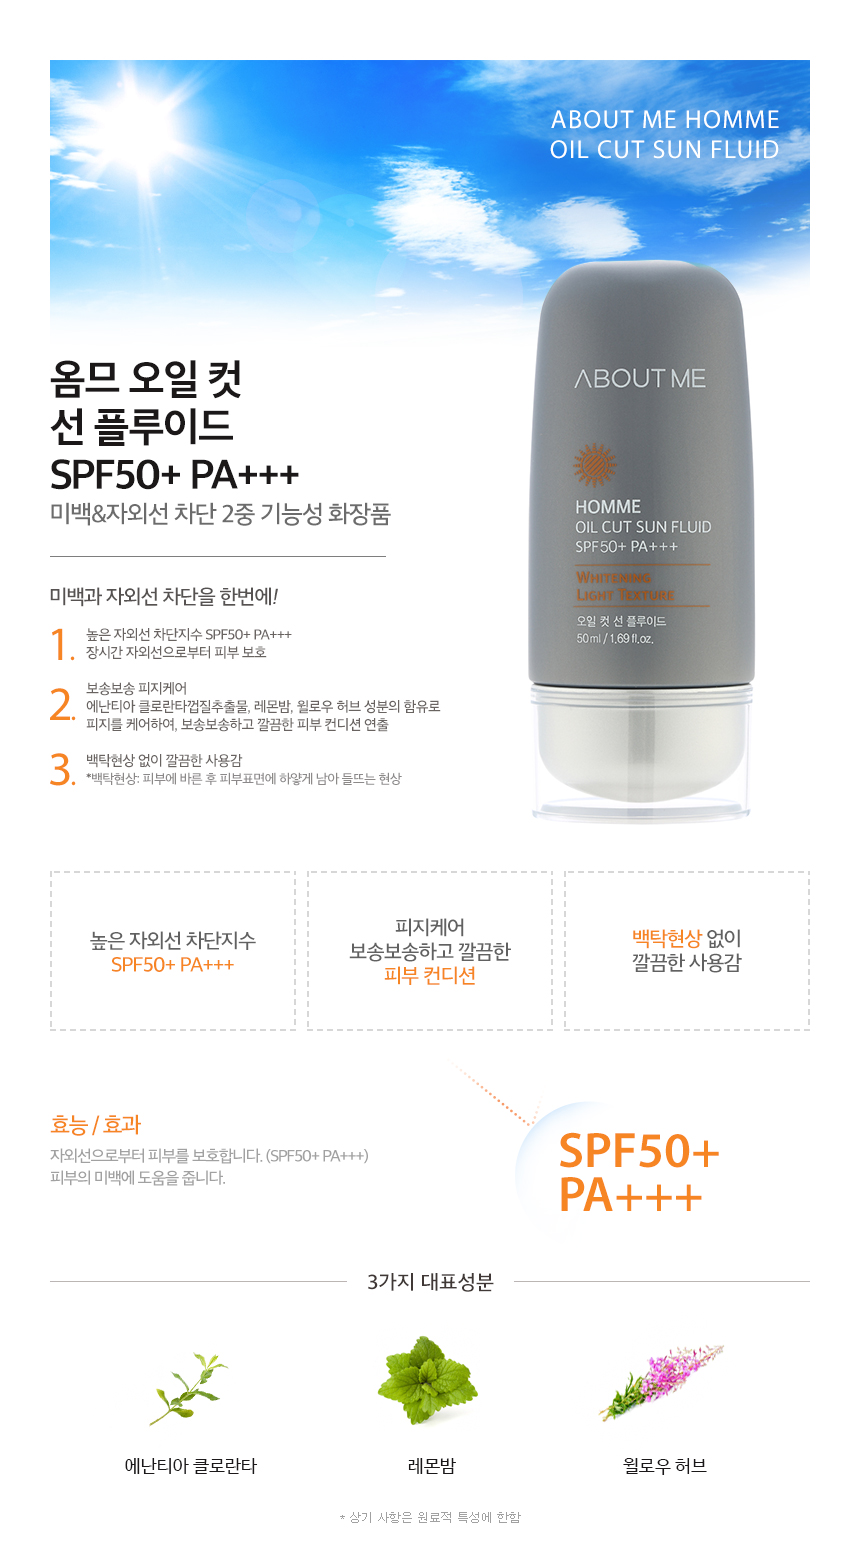 ABOUT ME HOMME
OIL CUT SUN FLUID
옴므 오일 컷
선 플루이드
SPF50+ PA+++
미백&자외선 차단 2중 기능성 화장품
미백과 자외선 차단을 한번에!
1. 높은 자외선 차단지수 SPF50+ PA+++
장시간 자외선으로부터 피부 보호
2. 보송보송 피지케어
에난티아 클로란타껍질추출물, 레몬밤, 윌로우 허브 성분의 함유로
피지를 케어하여, 보송보송하고 깔끔한 피부 컨디션 연출
3. 백탁현상 없이 깔끔한 사용감
*백탁현상: 피부에 바른 후 피부표면에 하얗게 남아 들뜨는 현상
ABOUT ME
HOMME
OIL CUT SUN FLUID
SPF50+ PA+++
WHITENING
LIGHT TEXTURE
오일 컷 선 플루이드
50ml / 1.69 fl.oz.
높은 자외선 차단지수
SPF50+ PA+++
피지케어
보송보송하고 깔끔한
피부 컨디션
백탁현상 없이
깔끔한 사용감
효능 / 효과
자외선으로부터 피부를 보호합니다. (SPF50+ PA+++)
피부의 미백에 도움을 줍니다.
SPF50+
PA+++
3가지 대표성분
에난티아 클로란타
레몬밤
윌로우 허브
* 상기 사항은 원료적 특성에 한함